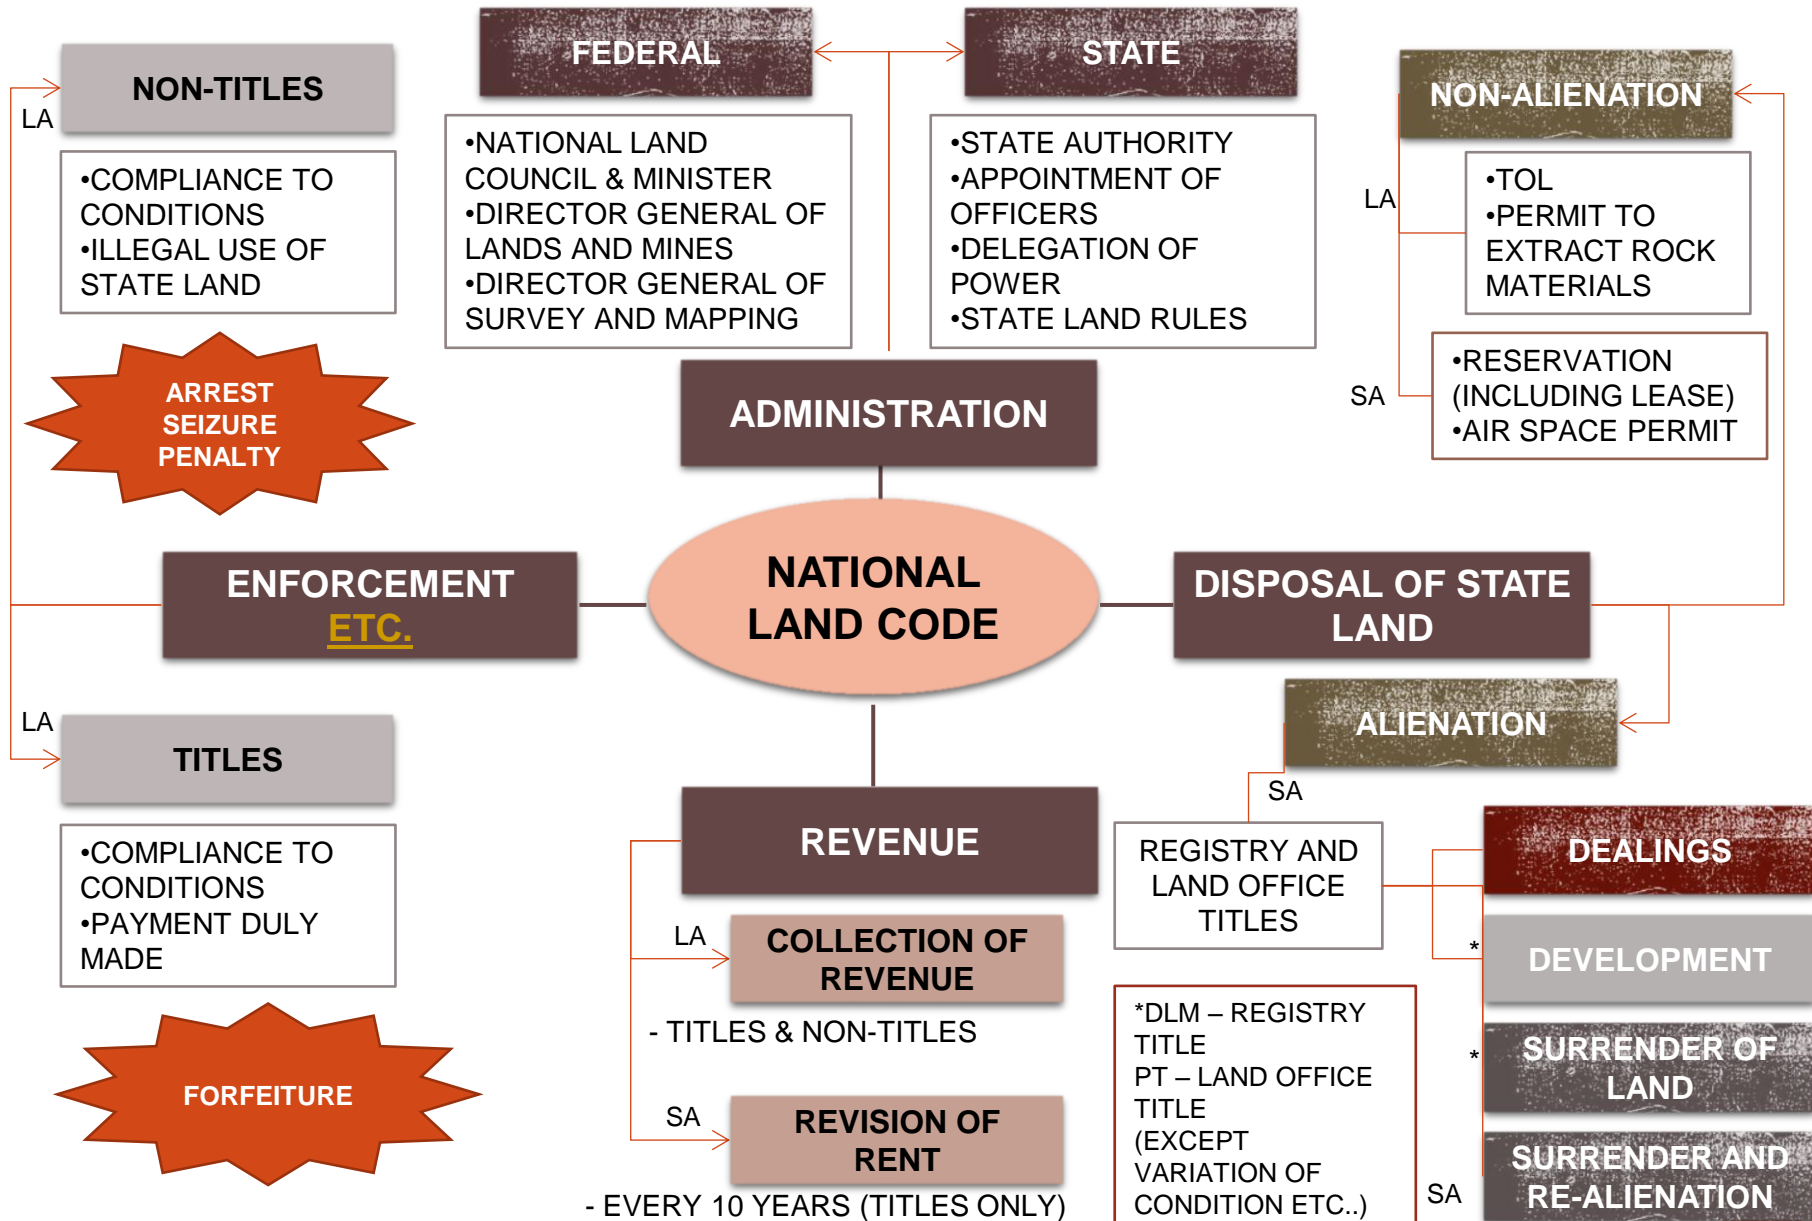 FEDERAL
STATE
NON-TITLES
LA
•COMPLIANCE TO
CONDITIONS
•ILLEGAL USE OF
STATE LAND
ARREST
SEIZURE
PENALTY
•NATIONAL LAND
COUNCIL & MINISTER
•DIRECTOR GENERAL OF
LANDS AND MINES
•DIRECTOR GENERAL OF
SURVEY AND MAPPING
•STATE AUTHORITY
•APPOINTMENT OF
OFFICERS
•DELEGATION OF
POWER
•STATE LAND RULES
NON-ALIENATION
LA
•TOL
•PERMIT TO
EXTRACT ROCK
MATERIALS
SA
•RESERVATION
(INCLUDING LEASE)
•AIR SPACE PERMIT
ADMINISTRATION
ENFORCEMENT
ETC.
NATIONAL
LAND CODE
DISPOSAL OF STATE
LAND
LA
TITLES
•COMPLIANCE TO
CONDITIONS
•PAYMENT DULY
MADE
FORFEITURE
REVENUE
LA
COLLECTION OF
REVENUE
- TITLES & NON-TITLES
SA
REVISION OF
RENT
- EVERY 10 YEARS (TITLES ONLY)
ALIENATION
SA
REGISTRY AND
LAND OFFICE
TITLES
*DLM – REGISTRY
TITLE
PT – LAND OFFICE
TITLE
(EXCEPT
VARIATION OF
CONDITION ETC..)
DEALINGS
*
DEVELOPMENT
*
SURRENDER OF
LAND
SA
SURRENDER AND
RE-ALIENATION